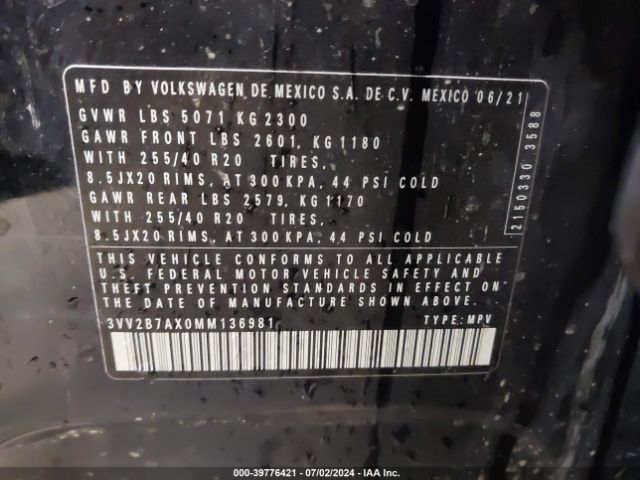 MFD BY VOLKSWAGEN DE MEXICO S.A. DE C.V. MEXICO 06/21
GVWR LBS 5071 KG 2300
GAWR FRONT LBS 2601, KG 1180
WITH 255/40 R20 TIRES,
8.5JX20 RIMS, AT 300 KPA, 44 PSI COLD
GAWR REAR LBS 2579, KG 1170
WITH 255/40 R20 TIRES,
8.5JX20 RIMS, AT 300 KPA, 44 PSI COLD
2150330 3588
THIS VEHICLE CONFORMS TO ALL APPLICABLE
U.S. FEDERAL MOTOR VEHICLE SAFETY AND
THEFT PREVENTION STANDARDS IN EFFECT ON
THE DATE OF MANUFACTURE SHOWN ABOVE.
3VV2B7AX0MM136981 TYPE: MPV
000-39776421 - 07/02/2024 - IAA Inc.